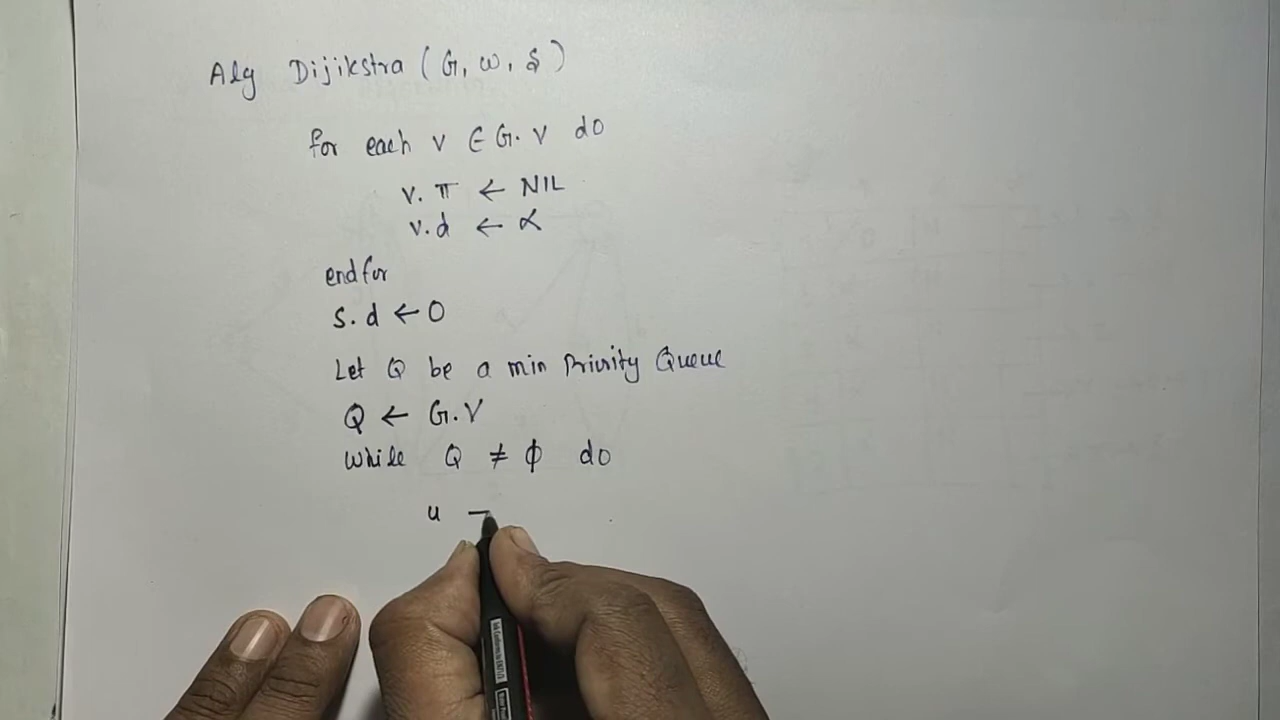 Alg Dijikstra (G, w, s)
for each v ∈ G.V do
v.π ← NIL
v.d ← ∝
endfor
s.d ← 0
Let Q be a min Priority Queue
Q ← G.V
While Q ≠ ϕ do
u —